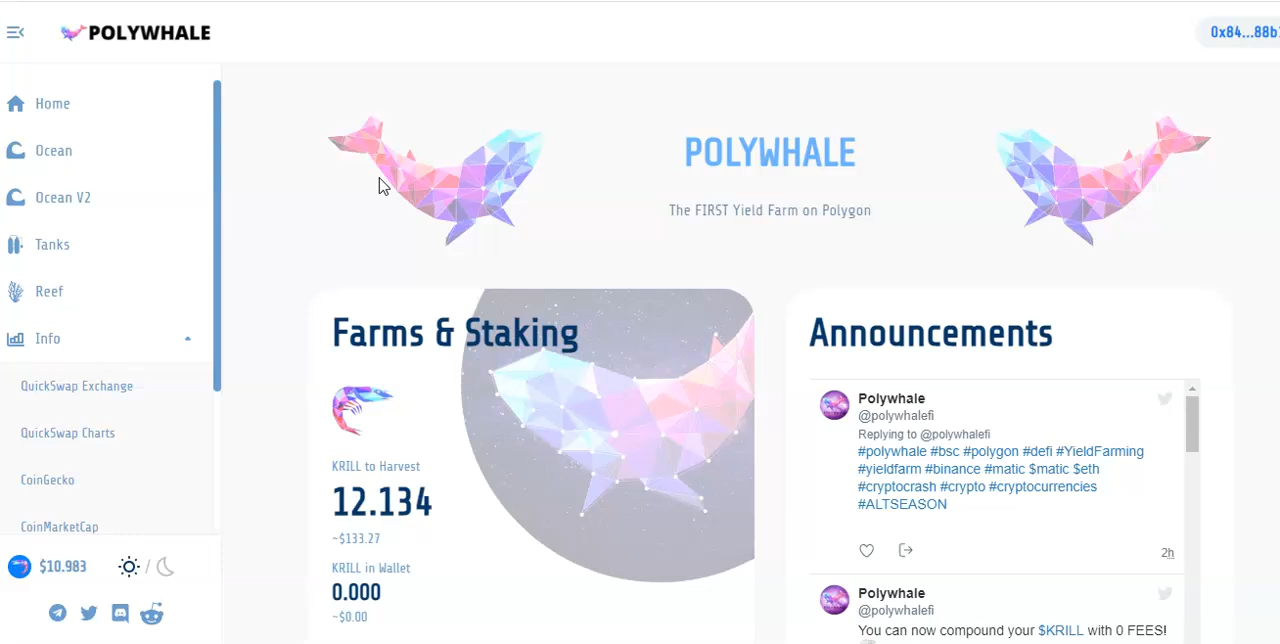 POLYWHALE
0x84...88b
Home
Ocean
Ocean V2
Tanks
Reef
Info
QuickSwap Exchange
QuickSwap Charts
CoinGecko
CoinMarketCap
$10.983
/
POLYWHALE
The FIRST Yield Farm on Polygon
Farms & Staking
KRILL to Harvest
12.134
~$133.27
KRILL in Wallet
0.000
~$0.00
Announcements
Polywhale
@polywhalefi
Replying to @polywhalefi
#polywhale #bsc #polygon #defi #YieldFarming
#yieldfarm #binance #matic $matic $eth
#cryptocrash #crypto #cryptocurrencies
#ALTSEASON
2h
Polywhale
@polywhalefi
You can now compound your $KRILL with 0 FEES!